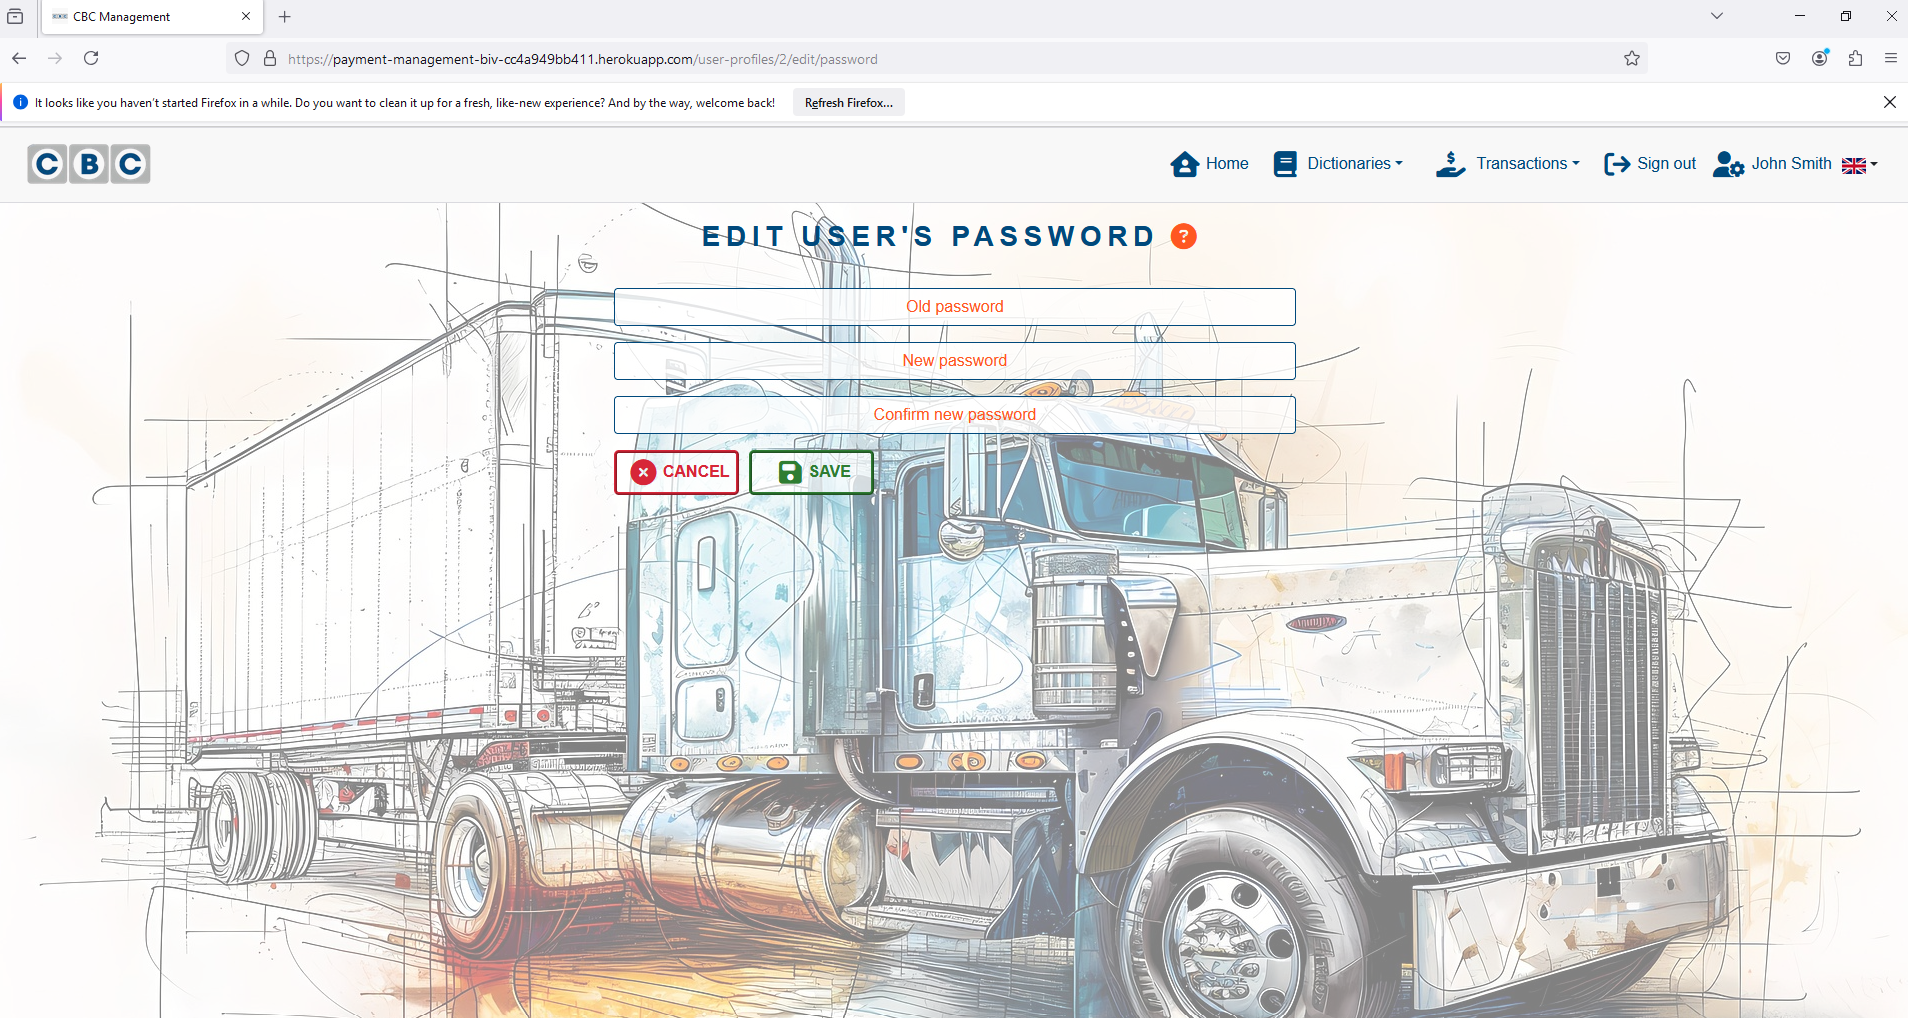 CBC Management
https://payment-management-biv-cc4a949bb411.herokuapp.com/user-profiles/2/edit/password
It looks like you haven't started Firefox in a while. Do you want to clean it up for a fresh, like-new experience? And by the way, welcome back! Refresh Firefox...
CBC Home Dictionaries Transactions Sign out John Smith
EDIT USER'S PASSWORD ?
Old password
New password
Confirm new password
CANCEL SAVE